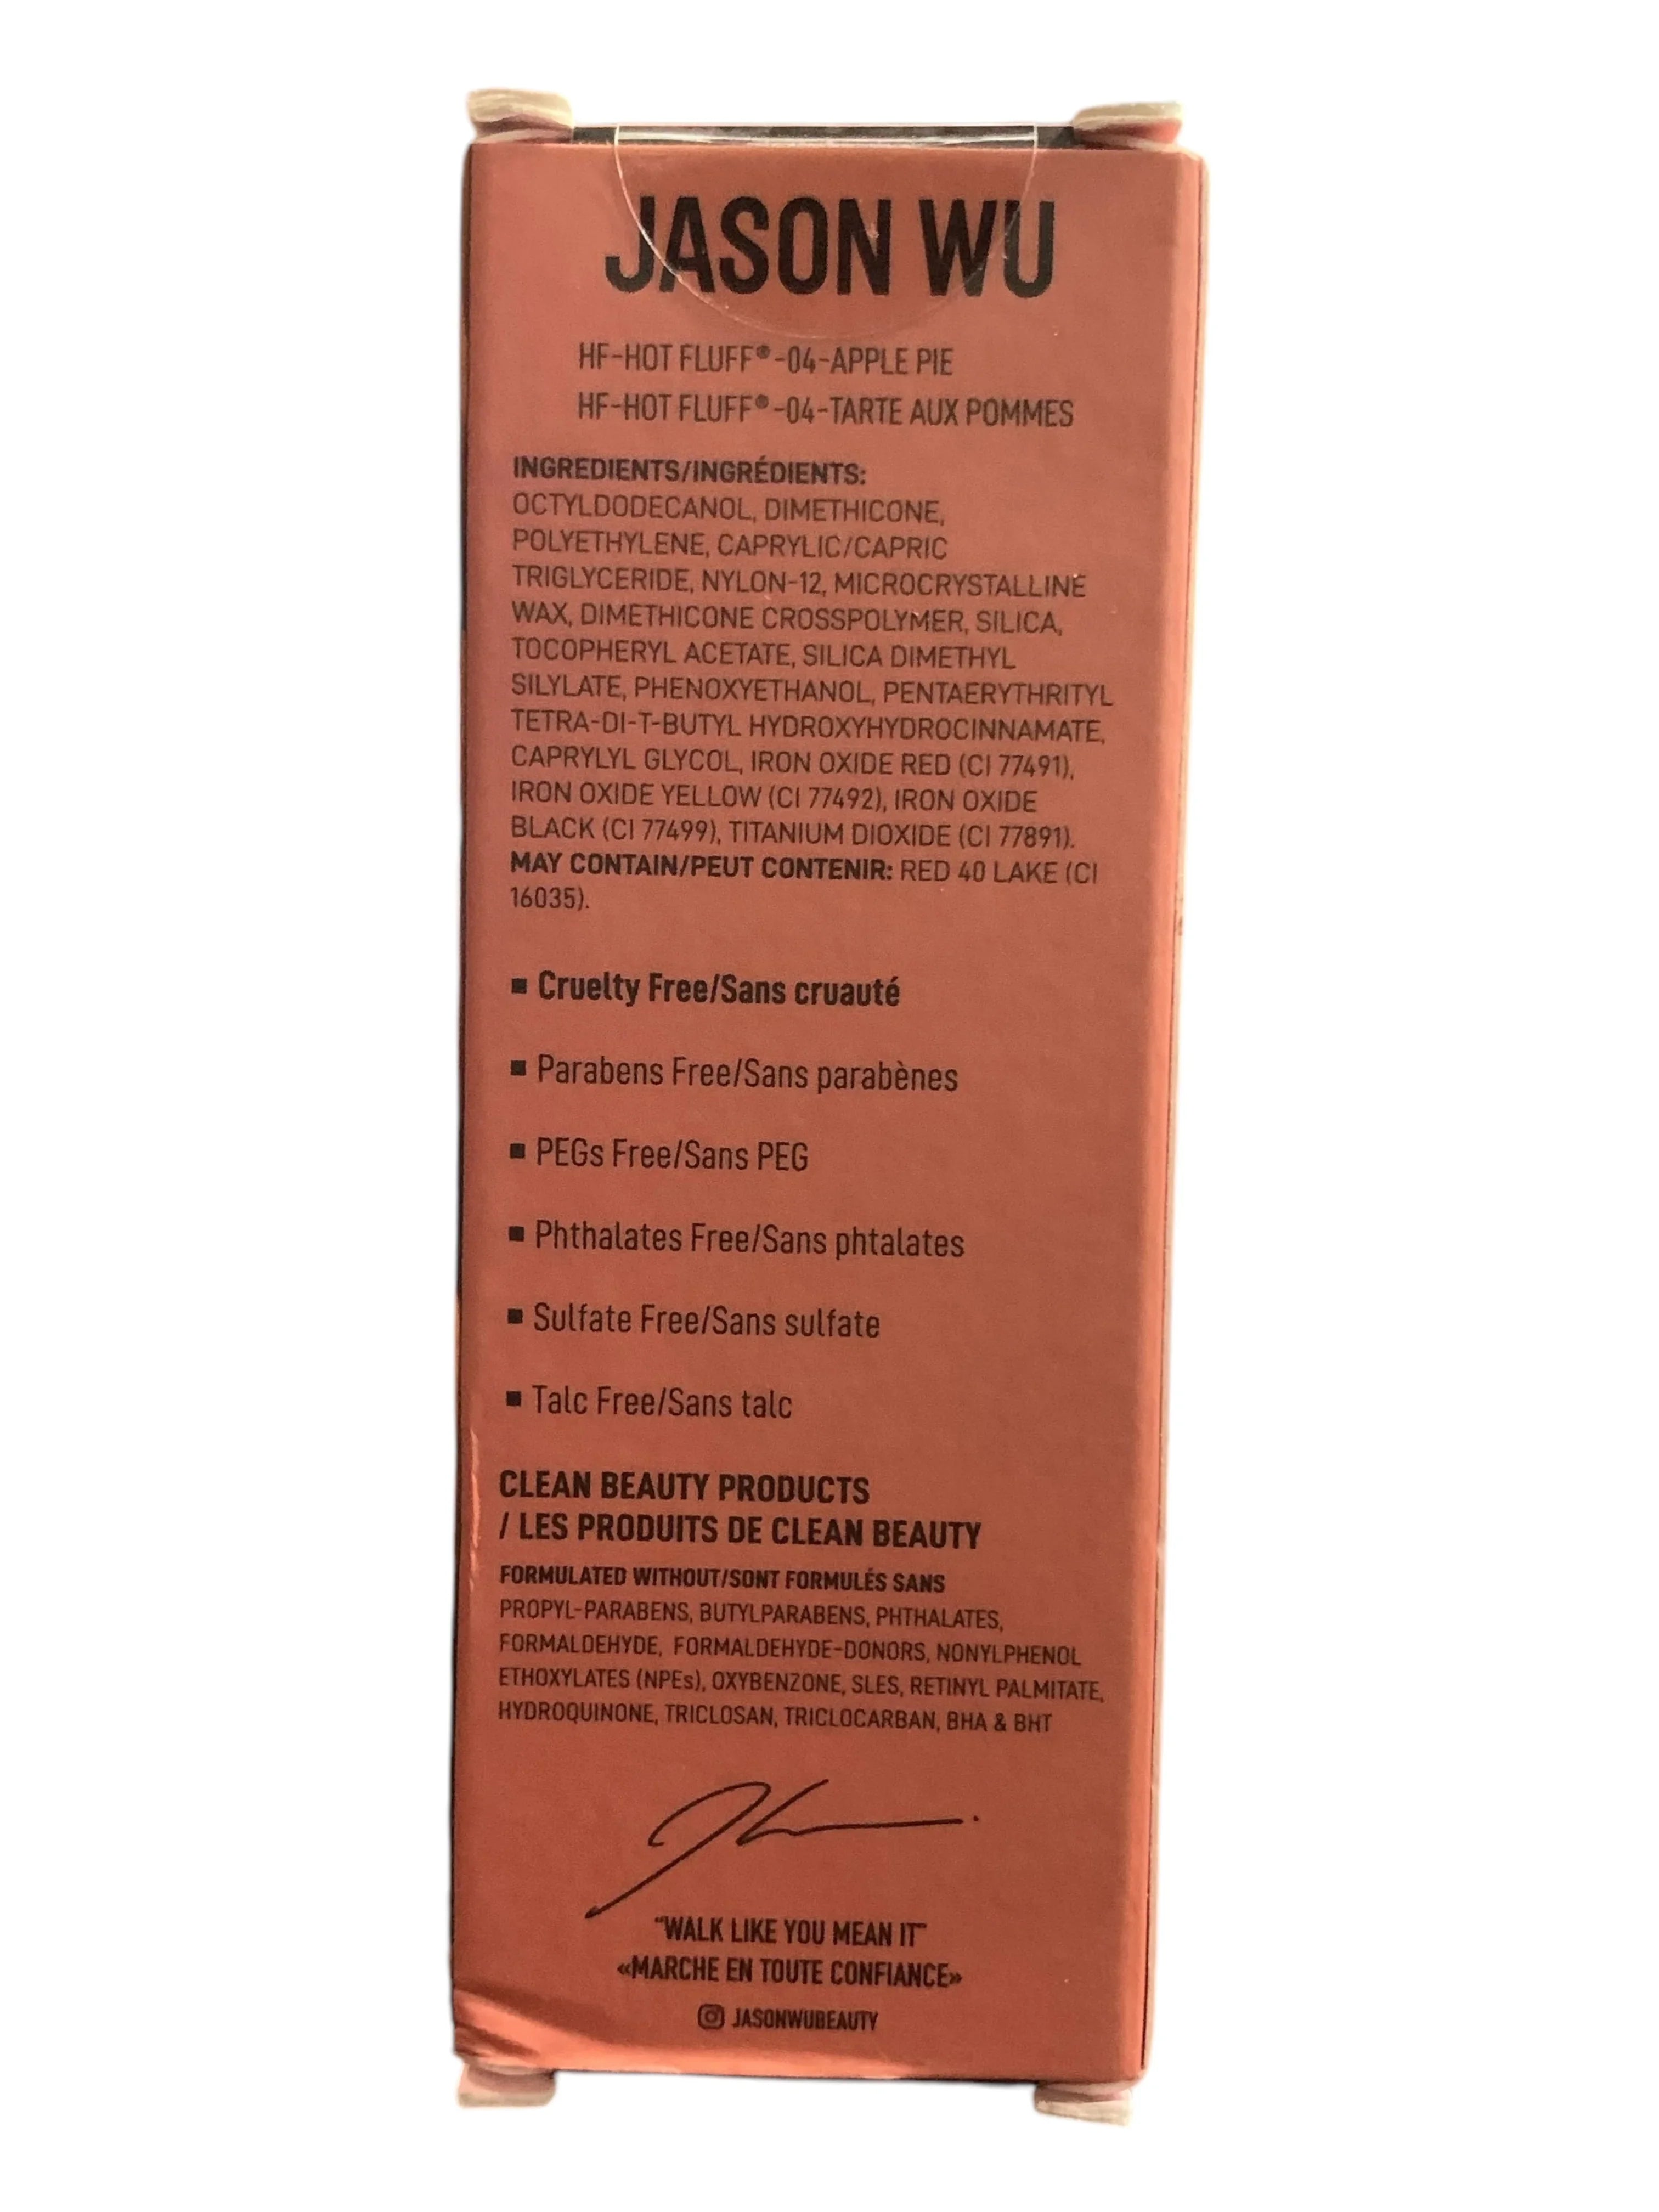 JASON WU
HF-HOT FLUFF®-04-APPLE PIE
HF-HOT FLUFF®-04-TARTE AUX POMMES
INGREDIENTS/INGRÉDIENTS:
OCTYLDODECANOL, DIMETHICONE,
POLYETHYLENE, CAPRYLIC/CAPRIC
TRIGLYCERIDE, NYLON-12, MICROCRYSTALLINE
WAX, DIMETHICONE CROSSPOLYMER, SILICA,
TOCOPHERYL ACETATE, SILICA DIMETHYL
SILYLATE, PHENOXYETHANOL, PENTAERYTHRITYL
TETRA-DI-T-BUTYL HYDROXYHYDROCINNAMATE,
CAPRYLYL GLYCOL, IRON OXIDE RED (CI 77491),
IRON OXIDE YELLOW (CI 77492), IRON OXIDE
BLACK (CI 77499), TITANIUM DIOXIDE (CI 77891).
MAY CONTAIN/PEUT CONTENIR: RED 40 LAKE (CI
16035).
▪ Cruelty Free/Sans cruauté
▪ Parabens Free/Sans parabènes
▪ PEGs Free/Sans PEG
▪ Phthalates Free/Sans phtalates
▪ Sulfate Free/Sans sulfate
▪ Talc Free/Sans talc
CLEAN BEAUTY PRODUCTS
/ LES PRODUITS DE CLEAN BEAUTY
FORMULATED WITHOUT/SONT FORMULÉS SANS
PROPYL-PARABENS, BUTYLPARABENS, PHTHALATES,
FORMALDEHYDE, FORMALDEHYDE-DONORS, NONYLPHENOL
ETHOXYLATES (NPEs), OXYBENZONE, SLES, RETINYL PALMITATE,
HYDROQUINONE, TRICLOSAN, TRICLOCARBAN, BHA & BHT
"WALK LIKE YOU MEAN IT"
«MARCHE EN TOUTE CONFIANCE»
JASONWUBEAUTY